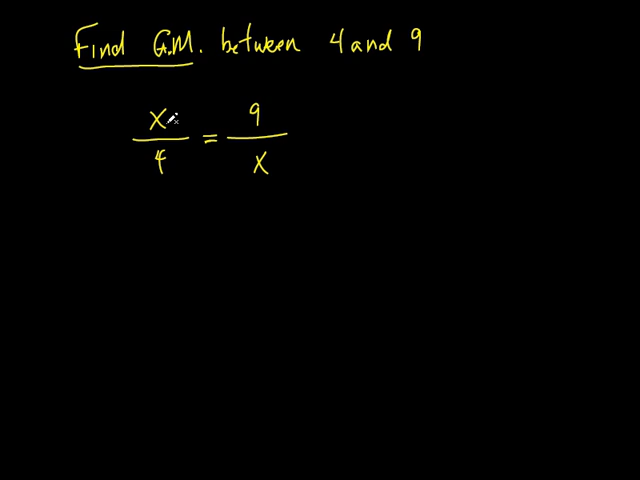 Find G.M. between 4 and 9
x/4 = 9/x